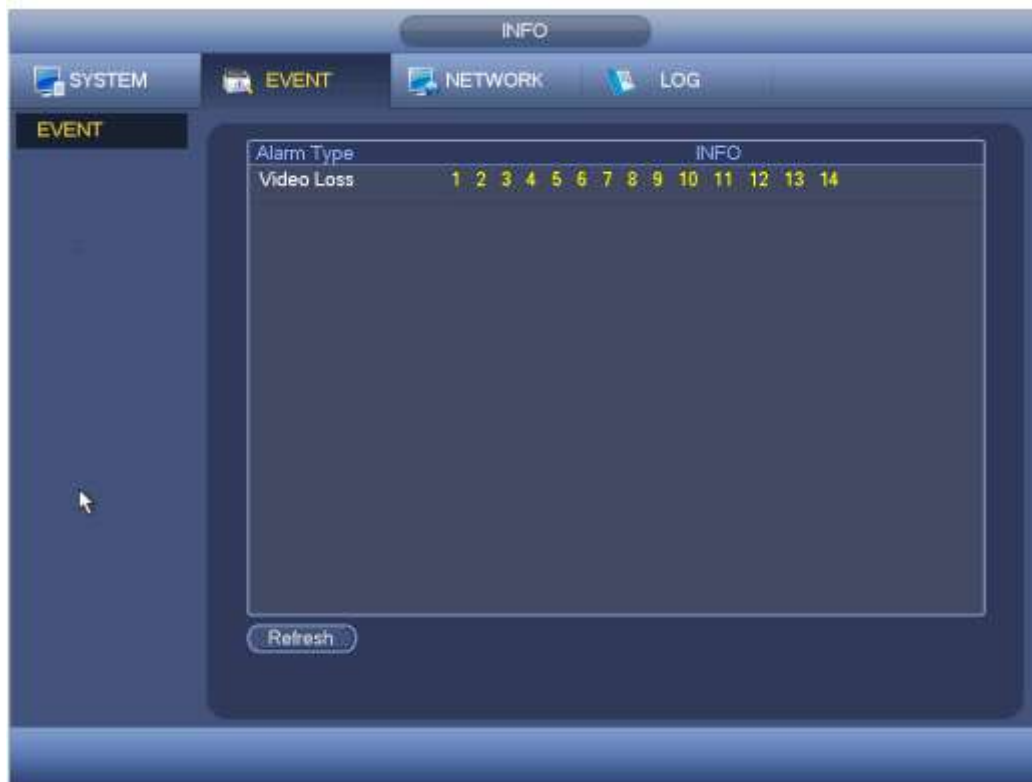 INFO
SYSTEM EVENT NETWORK LOG
EVENT
Alarm Type INFO
Video Loss 1 2 3 4 5 6 7 8 9 10 11 12 13 14
Refresh